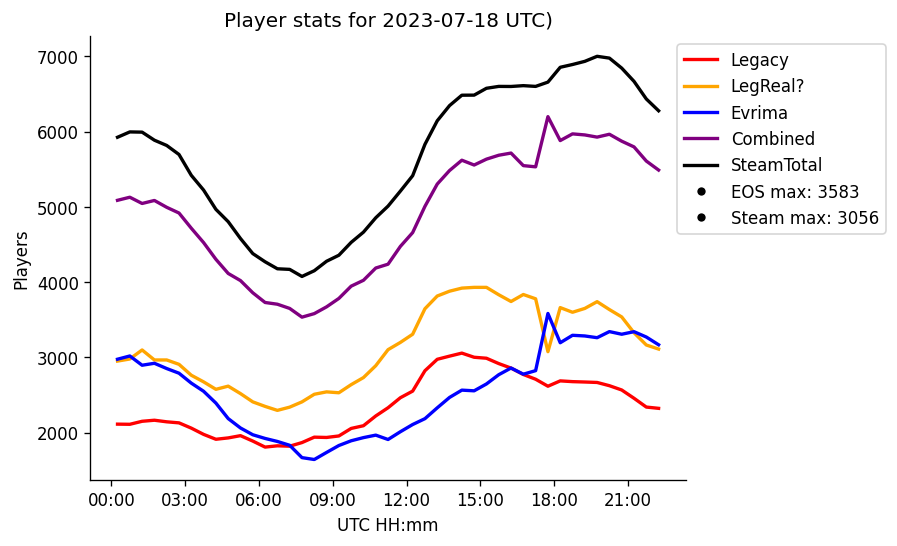 Player stats for 2023-07-18 UTC)
7000
6000
5000
4000
3000
2000
Players
00:00 03:00 06:00 09:00 12:00 15:00 18:00 21:00
UTC HH:mm
Legacy
LegReal?
Evrima
Combined
SteamTotal
EOS max: 3583
Steam max: 3056